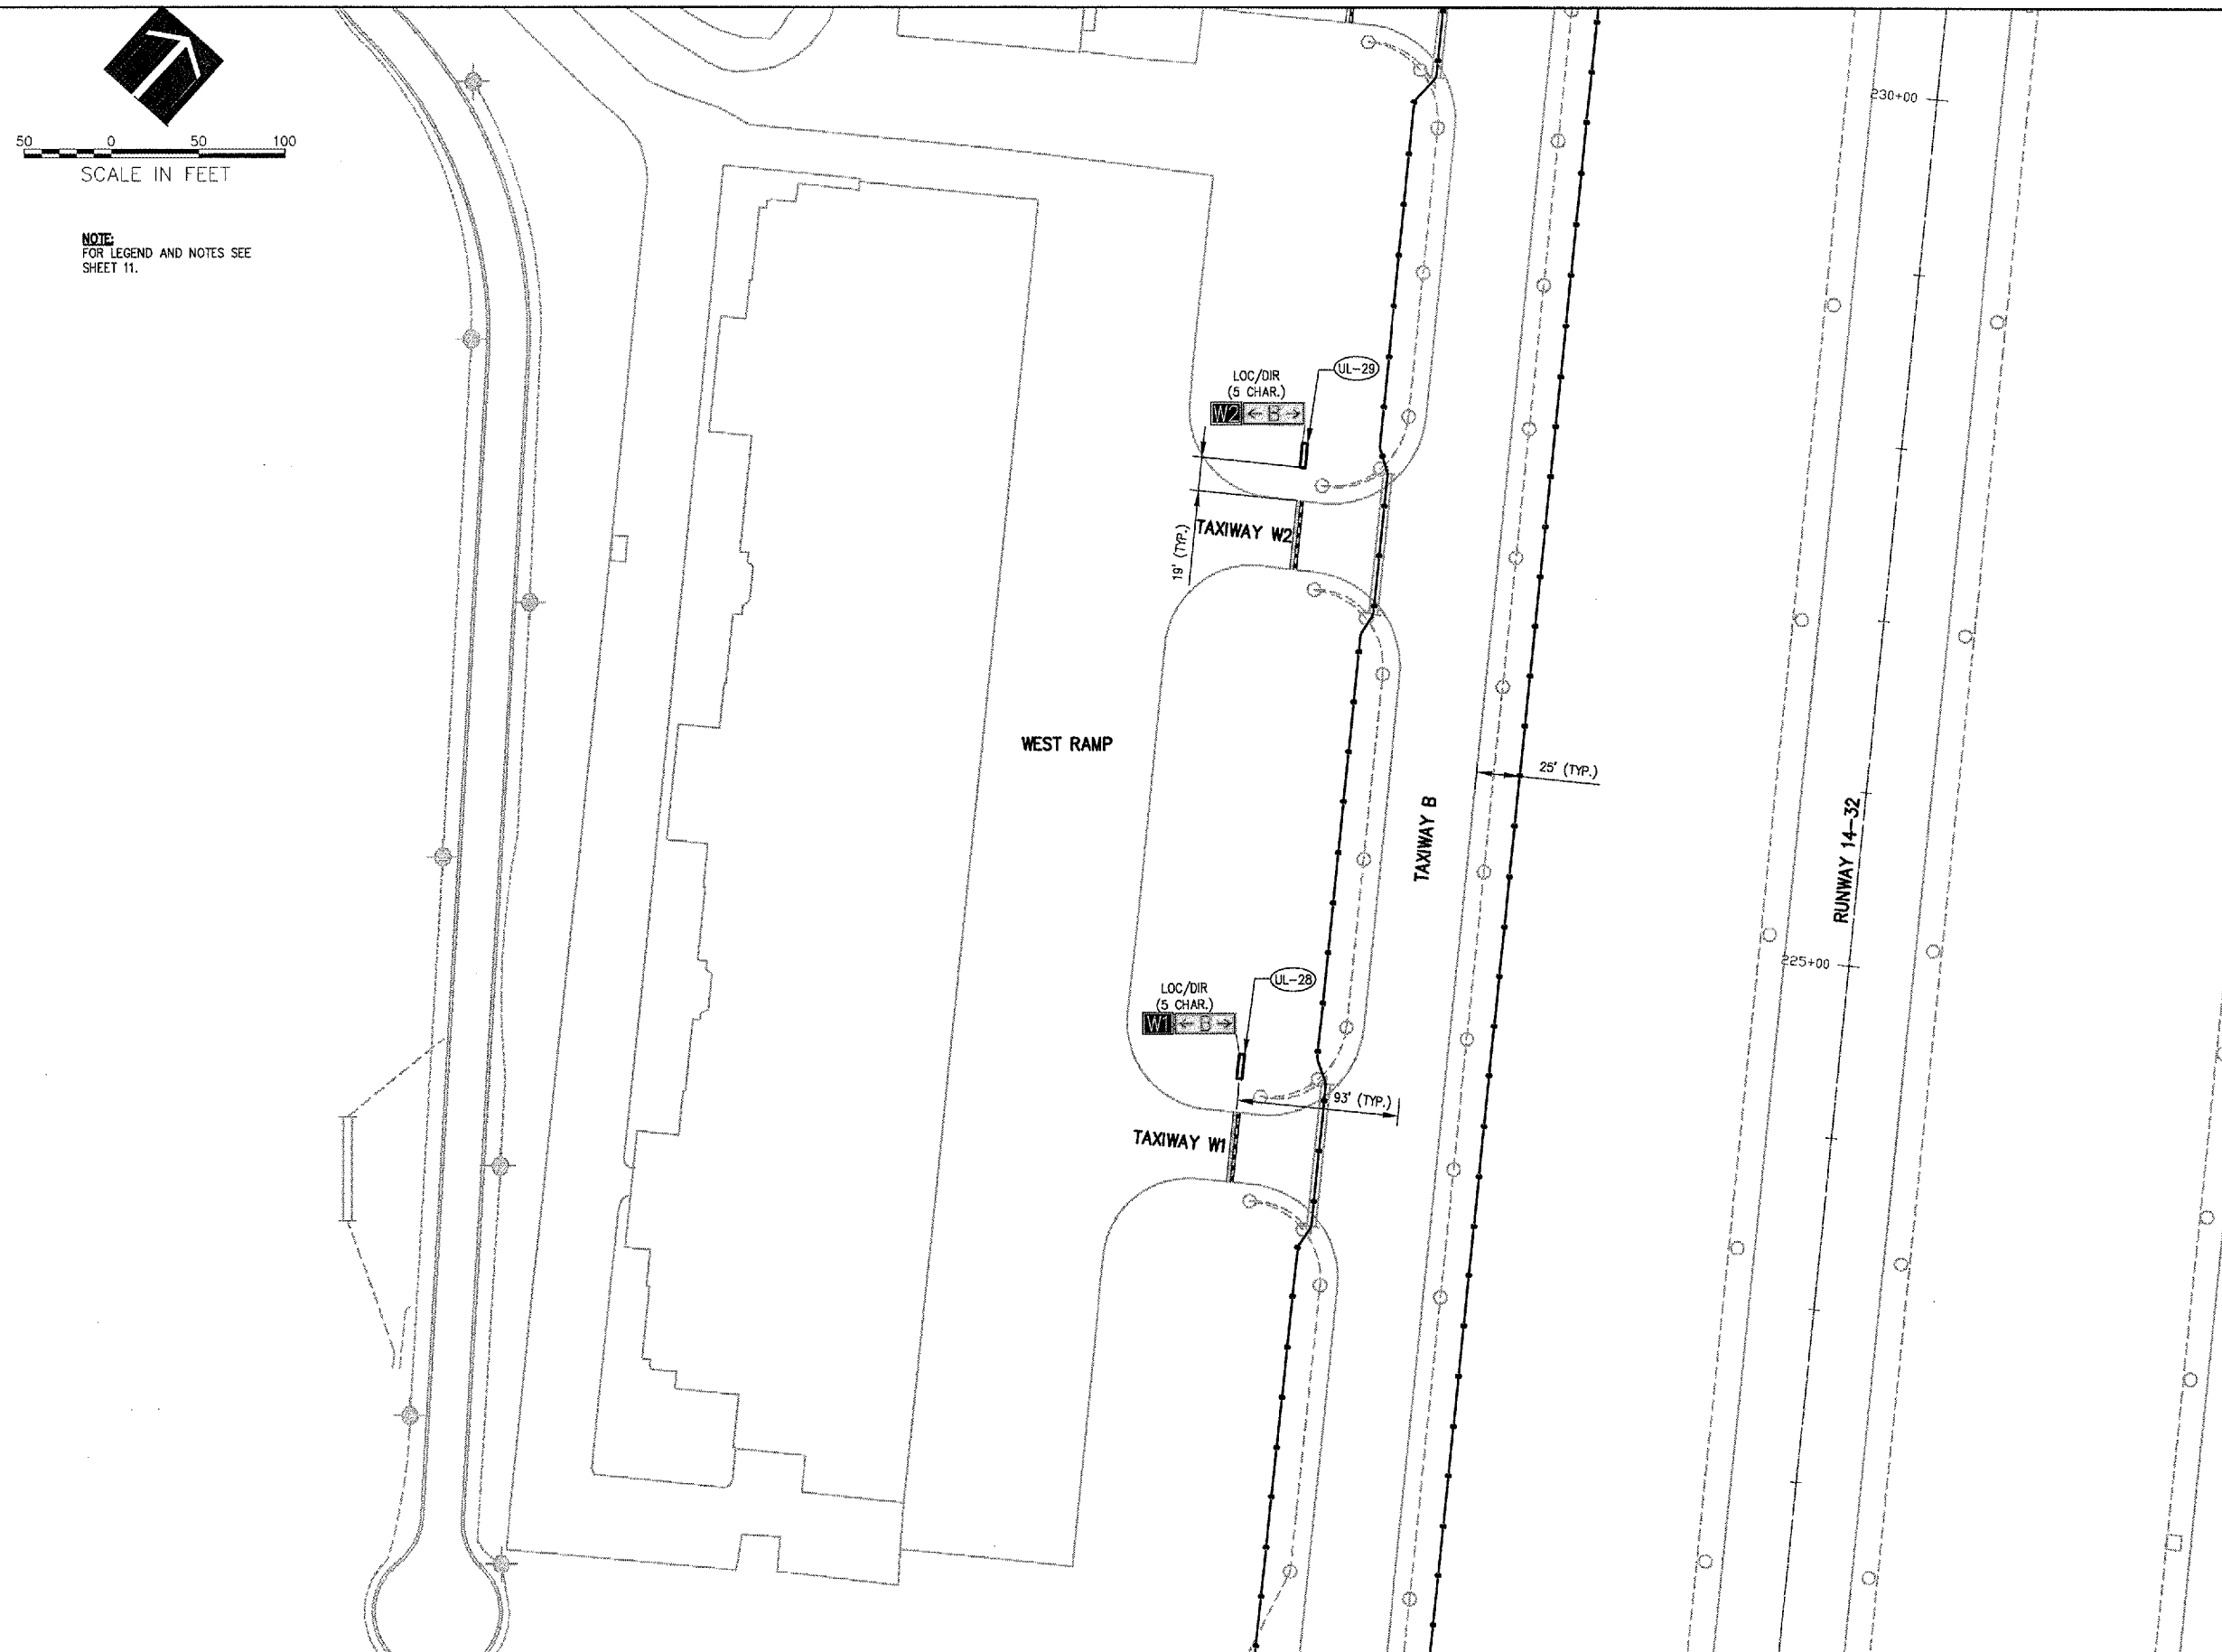 230+00
50 0 50 100
SCALE IN FEET
NOTE:
FOR LEGEND AND NOTES SEE
SHEET 11.
UL-29
LOC/DIR
(5 CHAR.)
W2 ← B →
19' (TYP.)
TAXIWAY W2
WEST RAMP
25' (TYP.)
TAXIWAY B
RUNWAY 14-32
225+00
UL-28
LOC/DIR
(5 CHAR.)
W1 ← B →
93' (TYP.)
TAXIWAY W1